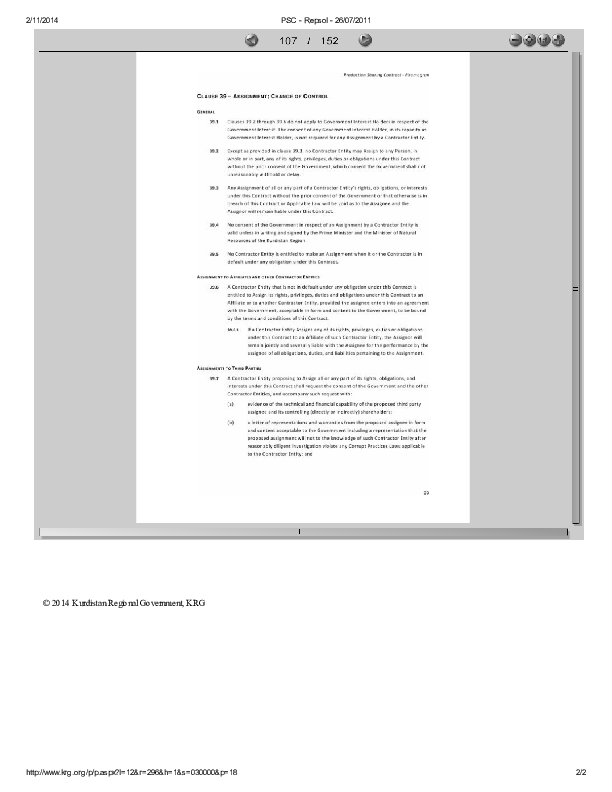 2/11/2014 PSC - Repsol - 26/07/2011
107 / 152
Production Sharing Contract -
CLAUSE 39 – ASSIGNMENT; CHANGE OF CONTROL
GENERAL
39.1 Clauses 39.2 through 39.6 do not apply to Government Interest Holders in respect of the
Government Interest. The consent of any Government Interest Holder, in its capacity as
Government Interest Holder, is not required for any Assignment by a Contractor Entity.
39.2 Except as provided in clause no Contractor Entity may Assign to any Person, in
whole or in part, any of its rights, privileges, duties or obligations under this Contract
without the prior consent of the Government, which consent the Government shall not
unreasonably withhold or delay.
39.3 Any Assignment of all or any part of a Contractor Entity's rights, obligations, or interests
under this Contract without the prior consent of the Government or that otherwise is in
breach of this Contract or Applicable Law will be void as to the Assignee and the
Assignor will remain liable under this Contract.
39.4 No consent of the Government in respect of an Assignment by a Contractor Entity is
valid unless in writing and signed by the Prime Minister and the Minister of Natural
Resources of the Kurdistan Region.
39.5 No Contractor Entity is entitled to make an Assignment when it or the Contractor is in
default under any obligation under this Contract.
ASSIGNMENT TO AFFILIATES AND OTHER CONTRACTOR ENTITIES
39.6 A Contractor Entity that is not in default under any obligation under this Contract is
entitled to Assign its rights, privileges, duties and obligations under this Contract to an
Affiliate or to another Contractor Entity, provided the assignee enters into an agreement
with the Government, acceptable in form and content to the Government, to be bound
by the terms and conditions of this Contract.
39.6.1 If a Contractor Entity Assigns any of its rights, privileges, duties or obligations
under this Contract to an Affiliate of such Contractor Entity, the Assignor will
remain jointly and severally liable with the Assignee for the performance by the
assignee of all obligations, duties, and liabilities pertaining to the Assignment.
ASSIGNMENTS TO THIRD PARTIES
39.7 A Contractor Entity proposing to Assign all or any part of its rights, obligations, and
interests under this Contract shall request the consent of the Government and the other
Contractor Entities, and accompany such request with:
(a) evidence of the technical and financial capability of the proposed third party
assignee and its controlling (directly or indirectly) shareholders;
(b) a letter of representations and warranties from the proposed assignee in form
and content acceptable to the Government including a representation that the
proposed assignment will not to the knowledge of such Contractor Entity after
reasonably diligent investigation violate any Corrupt Practices Laws applicable
to the Contractor Entity; and
99
© 2014 Kurdistan Regional Government, KRG
http://www.krg.org/p/p.aspx?l=12&r=296&h=1&s=030000&p=18 2/2